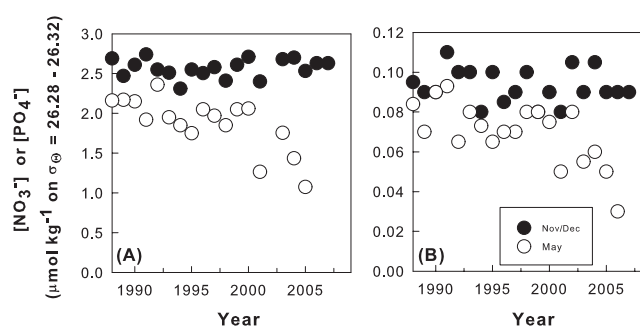 [NO₃⁻] or [PO₄⁻]
(μmol kg⁻¹ on σ_Θ = 26.28 - 26.32)
3.0
2.5
2.0
1.5
1.0
0.5
0.0
(A)
1990 1995 2000 2005
Year
0.12
0.10
0.08
0.06
0.04
0.02
0.00
(B)
Nov/Dec
May
1990 1995 2000 2005
Year